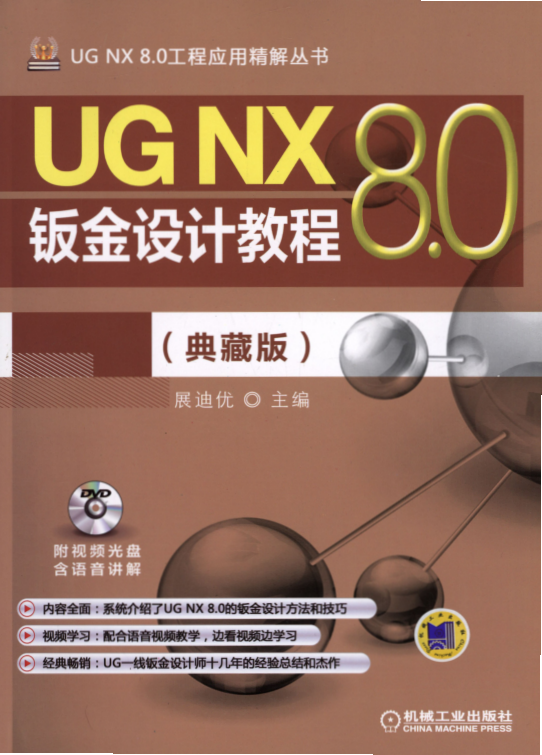 UG NX 8.0工程应用精解丛书
UG NX 8.0
钣金设计教程
（典藏版）
展迪优 ◎ 主编
DVD
附视频光盘
含语音讲解
内容全面：系统介绍了UG NX 8.0的钣金设计方法和技巧
视频学习：配合语音视频教学，边看视频边学习
经典畅销：UG一线钣金设计师十几年的经验总结和杰作
机械工业出版社
CHINA MACHINE PRESS